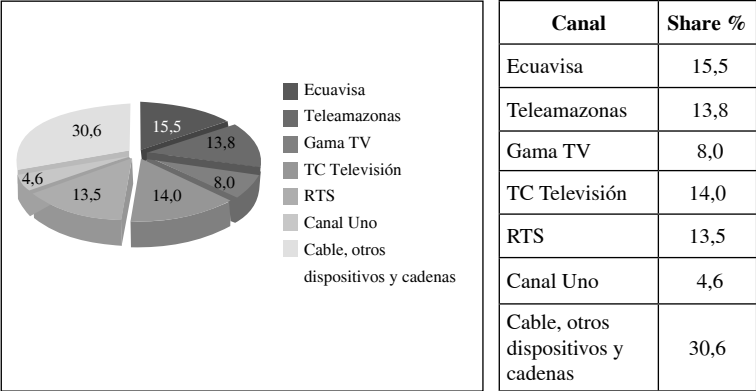 30,6
15,5
13,8
8,0
14,0
13,5
4,6
Ecuavisa
Teleamazonas
Gama TV
TC Televisión
RTS
Canal Uno
Cable, otros
dispositivos y cadenas
Canal Share %
Ecuavisa 15,5
Teleamazonas 13,8
Gama TV 8,0
TC Televisión 14,0
RTS 13,5
Canal Uno 4,6
Cable, otros
dispositivos y 30,6
cadenas